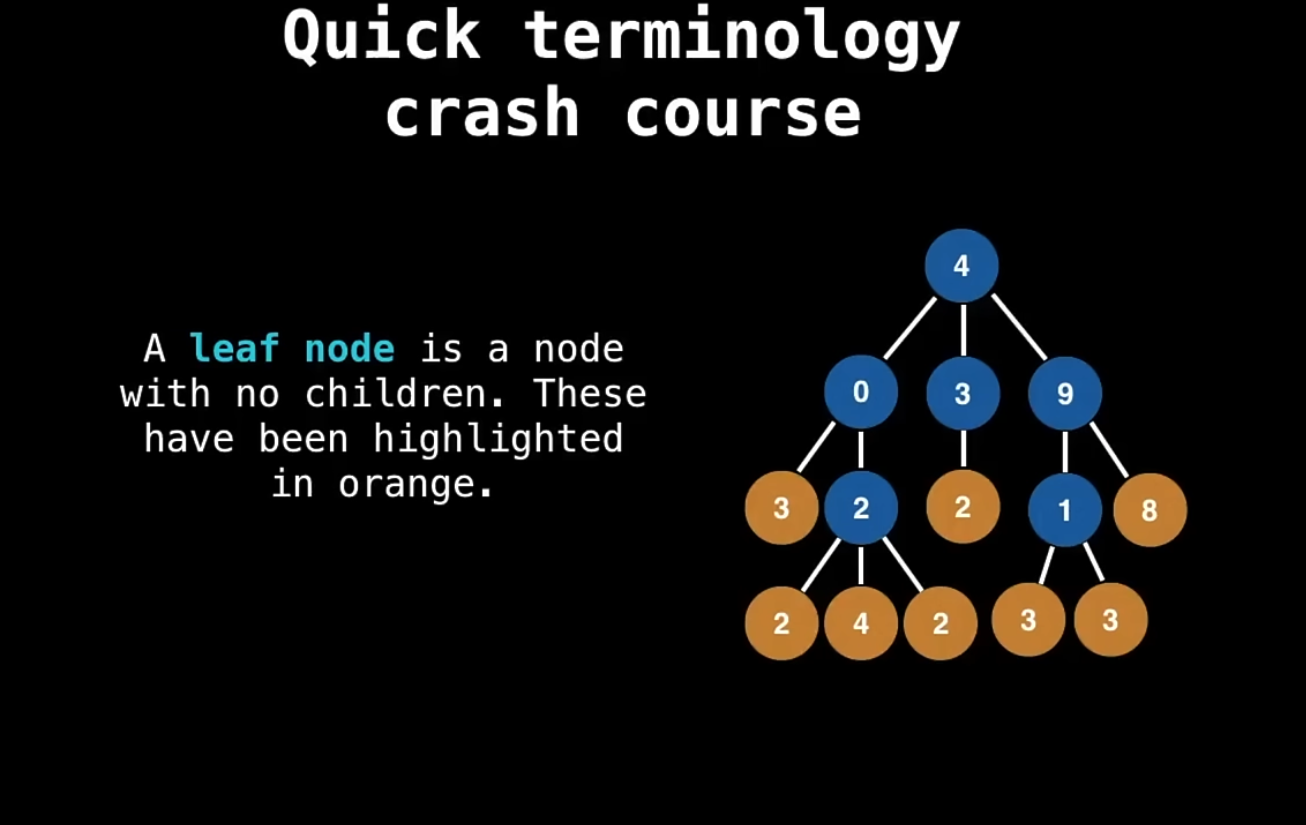 Quick terminology
crash course
A leaf node is a node
with no children. These
have been highlighted
in orange.
4
0 3 9
3 2 2 1 8
2 4 2 3 3